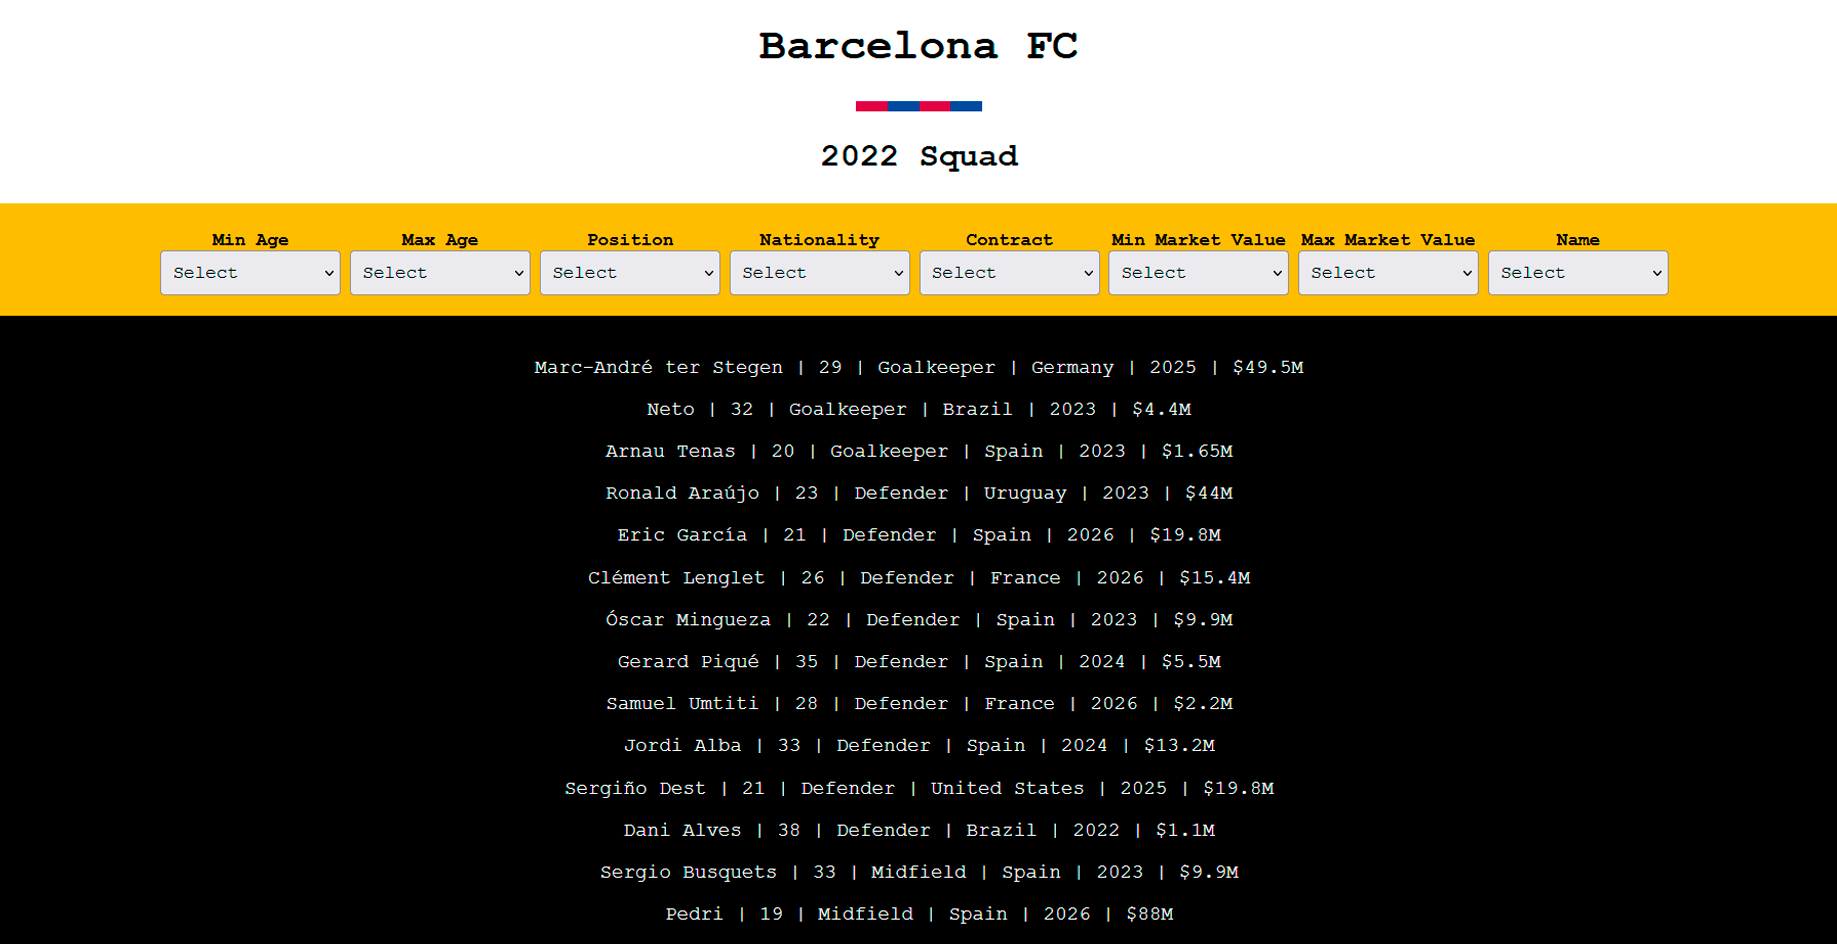 Barcelona FC
2022 Squad
Min Age Max Age Position Nationality Contract Min Market Value Max Market Value Name
Select Select Select Select Select Select Select Select
Marc-André ter Stegen | 29 | Goalkeeper | Germany | 2025 | $49.5M
Neto | 32 | Goalkeeper | Brazil | 2023 | $4.4M
Arnau Tenas | 20 | Goalkeeper | Spain | 2023 | $1.65M
Ronald Araújo | 23 | Defender | Uruguay | 2023 | $44M
Eric García | 21 | Defender | Spain | 2026 | $19.8M
Clément Lenglet | 26 | Defender | France | 2026 | $15.4M
Óscar Mingueza | 22 | Defender | Spain | 2023 | $9.9M
Gerard Piqué | 35 | Defender | Spain | 2024 | $5.5M
Samuel Umtiti | 28 | Defender | France | 2026 | $2.2M
Jordi Alba | 33 | Defender | Spain | 2024 | $13.2M
Sergiño Dest | 21 | Defender | United States | 2025 | $19.8M
Dani Alves | 38 | Defender | Brazil | 2022 | $1.1M
Sergio Busquets | 33 | Midfield | Spain | 2023 | $9.9M
Pedri | 19 | Midfield | Spain | 2026 | $88M